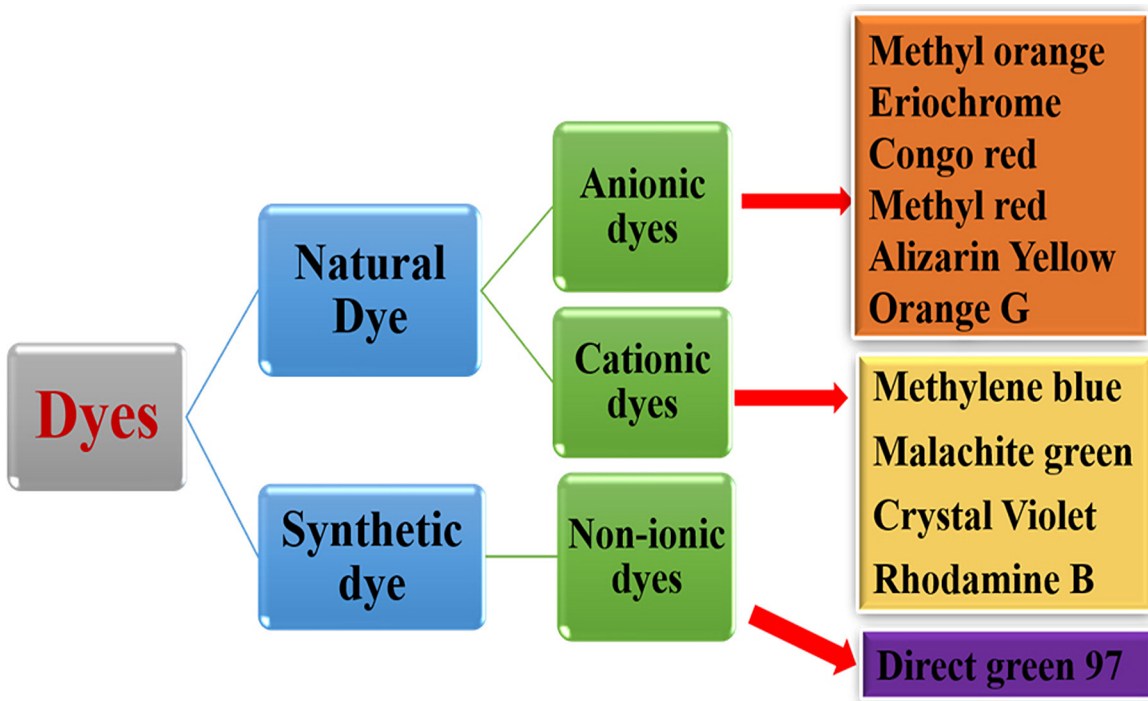 Dyes
Natural
Dye
Synthetic
dye
Anionic
dyes
Cationic
dyes
Non-ionic
dyes
Methyl orange
Eriochrome
Congo red
Methyl red
Alizarin Yellow
Orange G
Methylene blue
Malachite green
Crystal Violet
Rhodamine B
Direct green 97